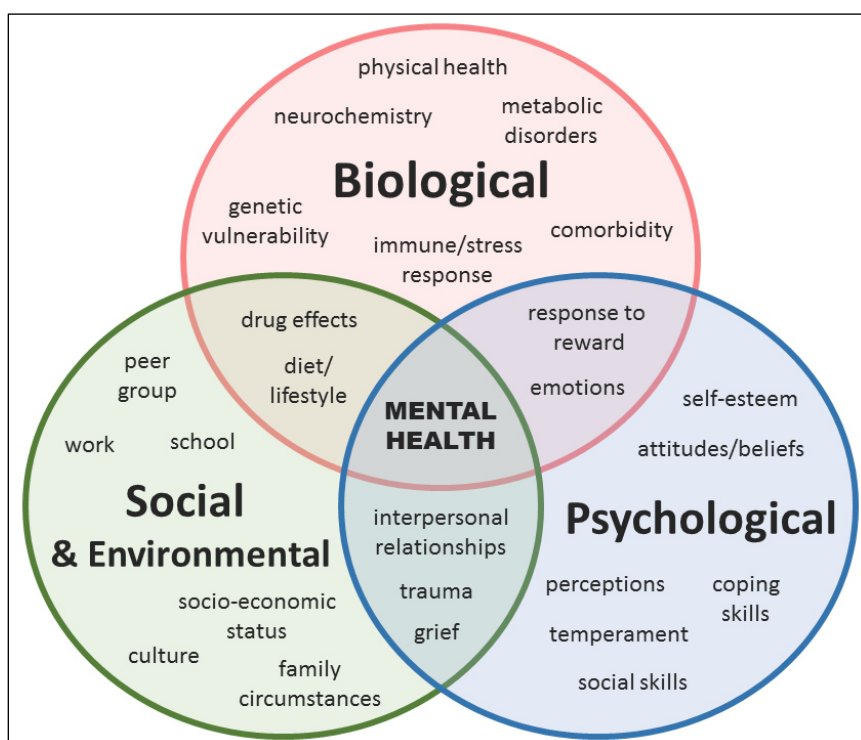 physical health
neurochemistry
metabolic
disorders
Biological
genetic
vulnerability
immune/stress
response
comorbidity
drug effects
diet/
lifestyle
response to
reward
emotions
MENTAL
HEALTH
peer
group
work
school
Social
& Environmental
socio-economic
status
culture
family
circumstances
interpersonal
relationships
trauma
grief
self-esteem
attitudes/beliefs
Psychological
perceptions
coping
skills
temperament
social skills